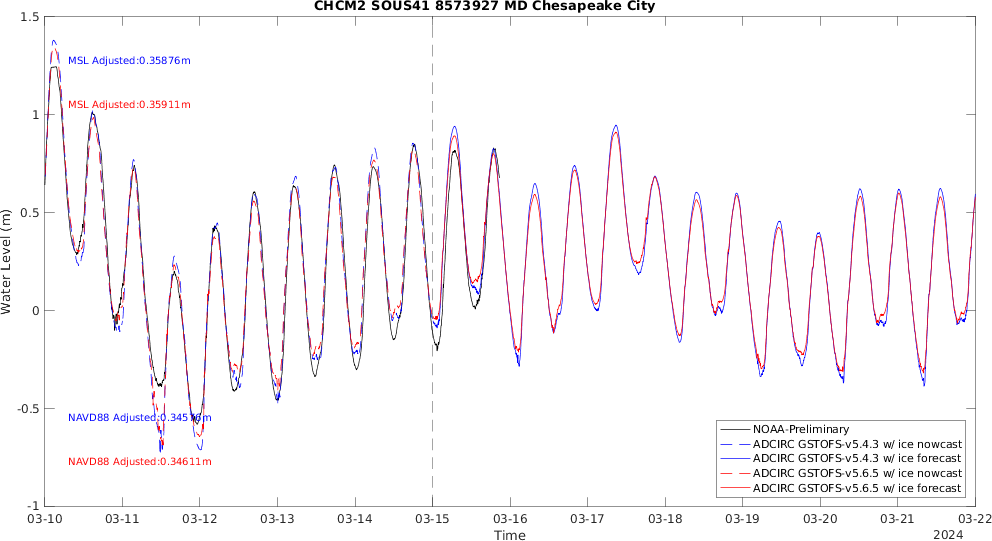 CHCM2 SOUS41 8573927 MD Chesapeake City
1.5
1
0.5
0
-0.5
-1
Water Level (m)
MSL Adjusted:0.35876m
MSL Adjusted:0.35911m
NAVD88 Adjusted:0.34576m
NAVD88 Adjusted:0.34611m
NOAA-Preliminary
ADCIRC GSTOFS-v5.4.3 w/ ice nowcast
ADCIRC GSTOFS-v5.4.3 w/ ice forecast
ADCIRC GSTOFS-v5.6.5 w/ ice nowcast
ADCIRC GSTOFS-v5.6.5 w/ ice forecast
03-10 03-11 03-12 03-13 03-14 03-15 03-16 03-17 03-18 03-19 03-20 03-21 03-22
Time
2024